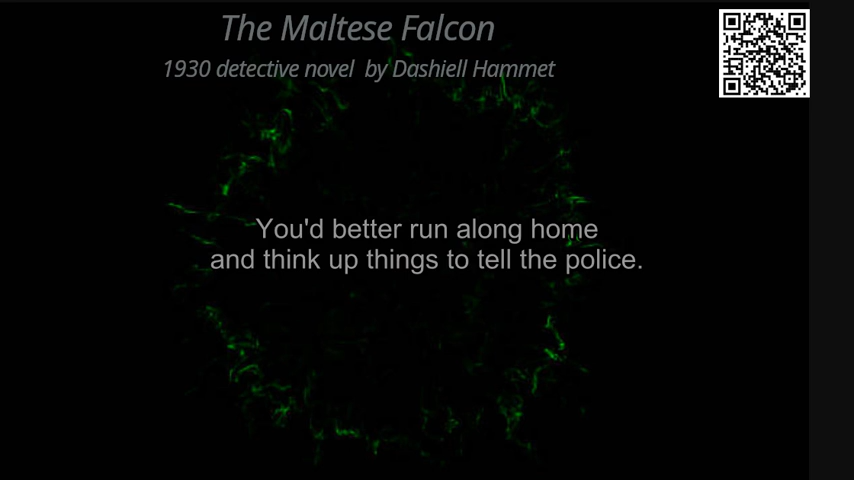 The Maltese Falcon
1930 detective novel by Dashiell Hammet
You'd better run along home
and think up things to tell the police.